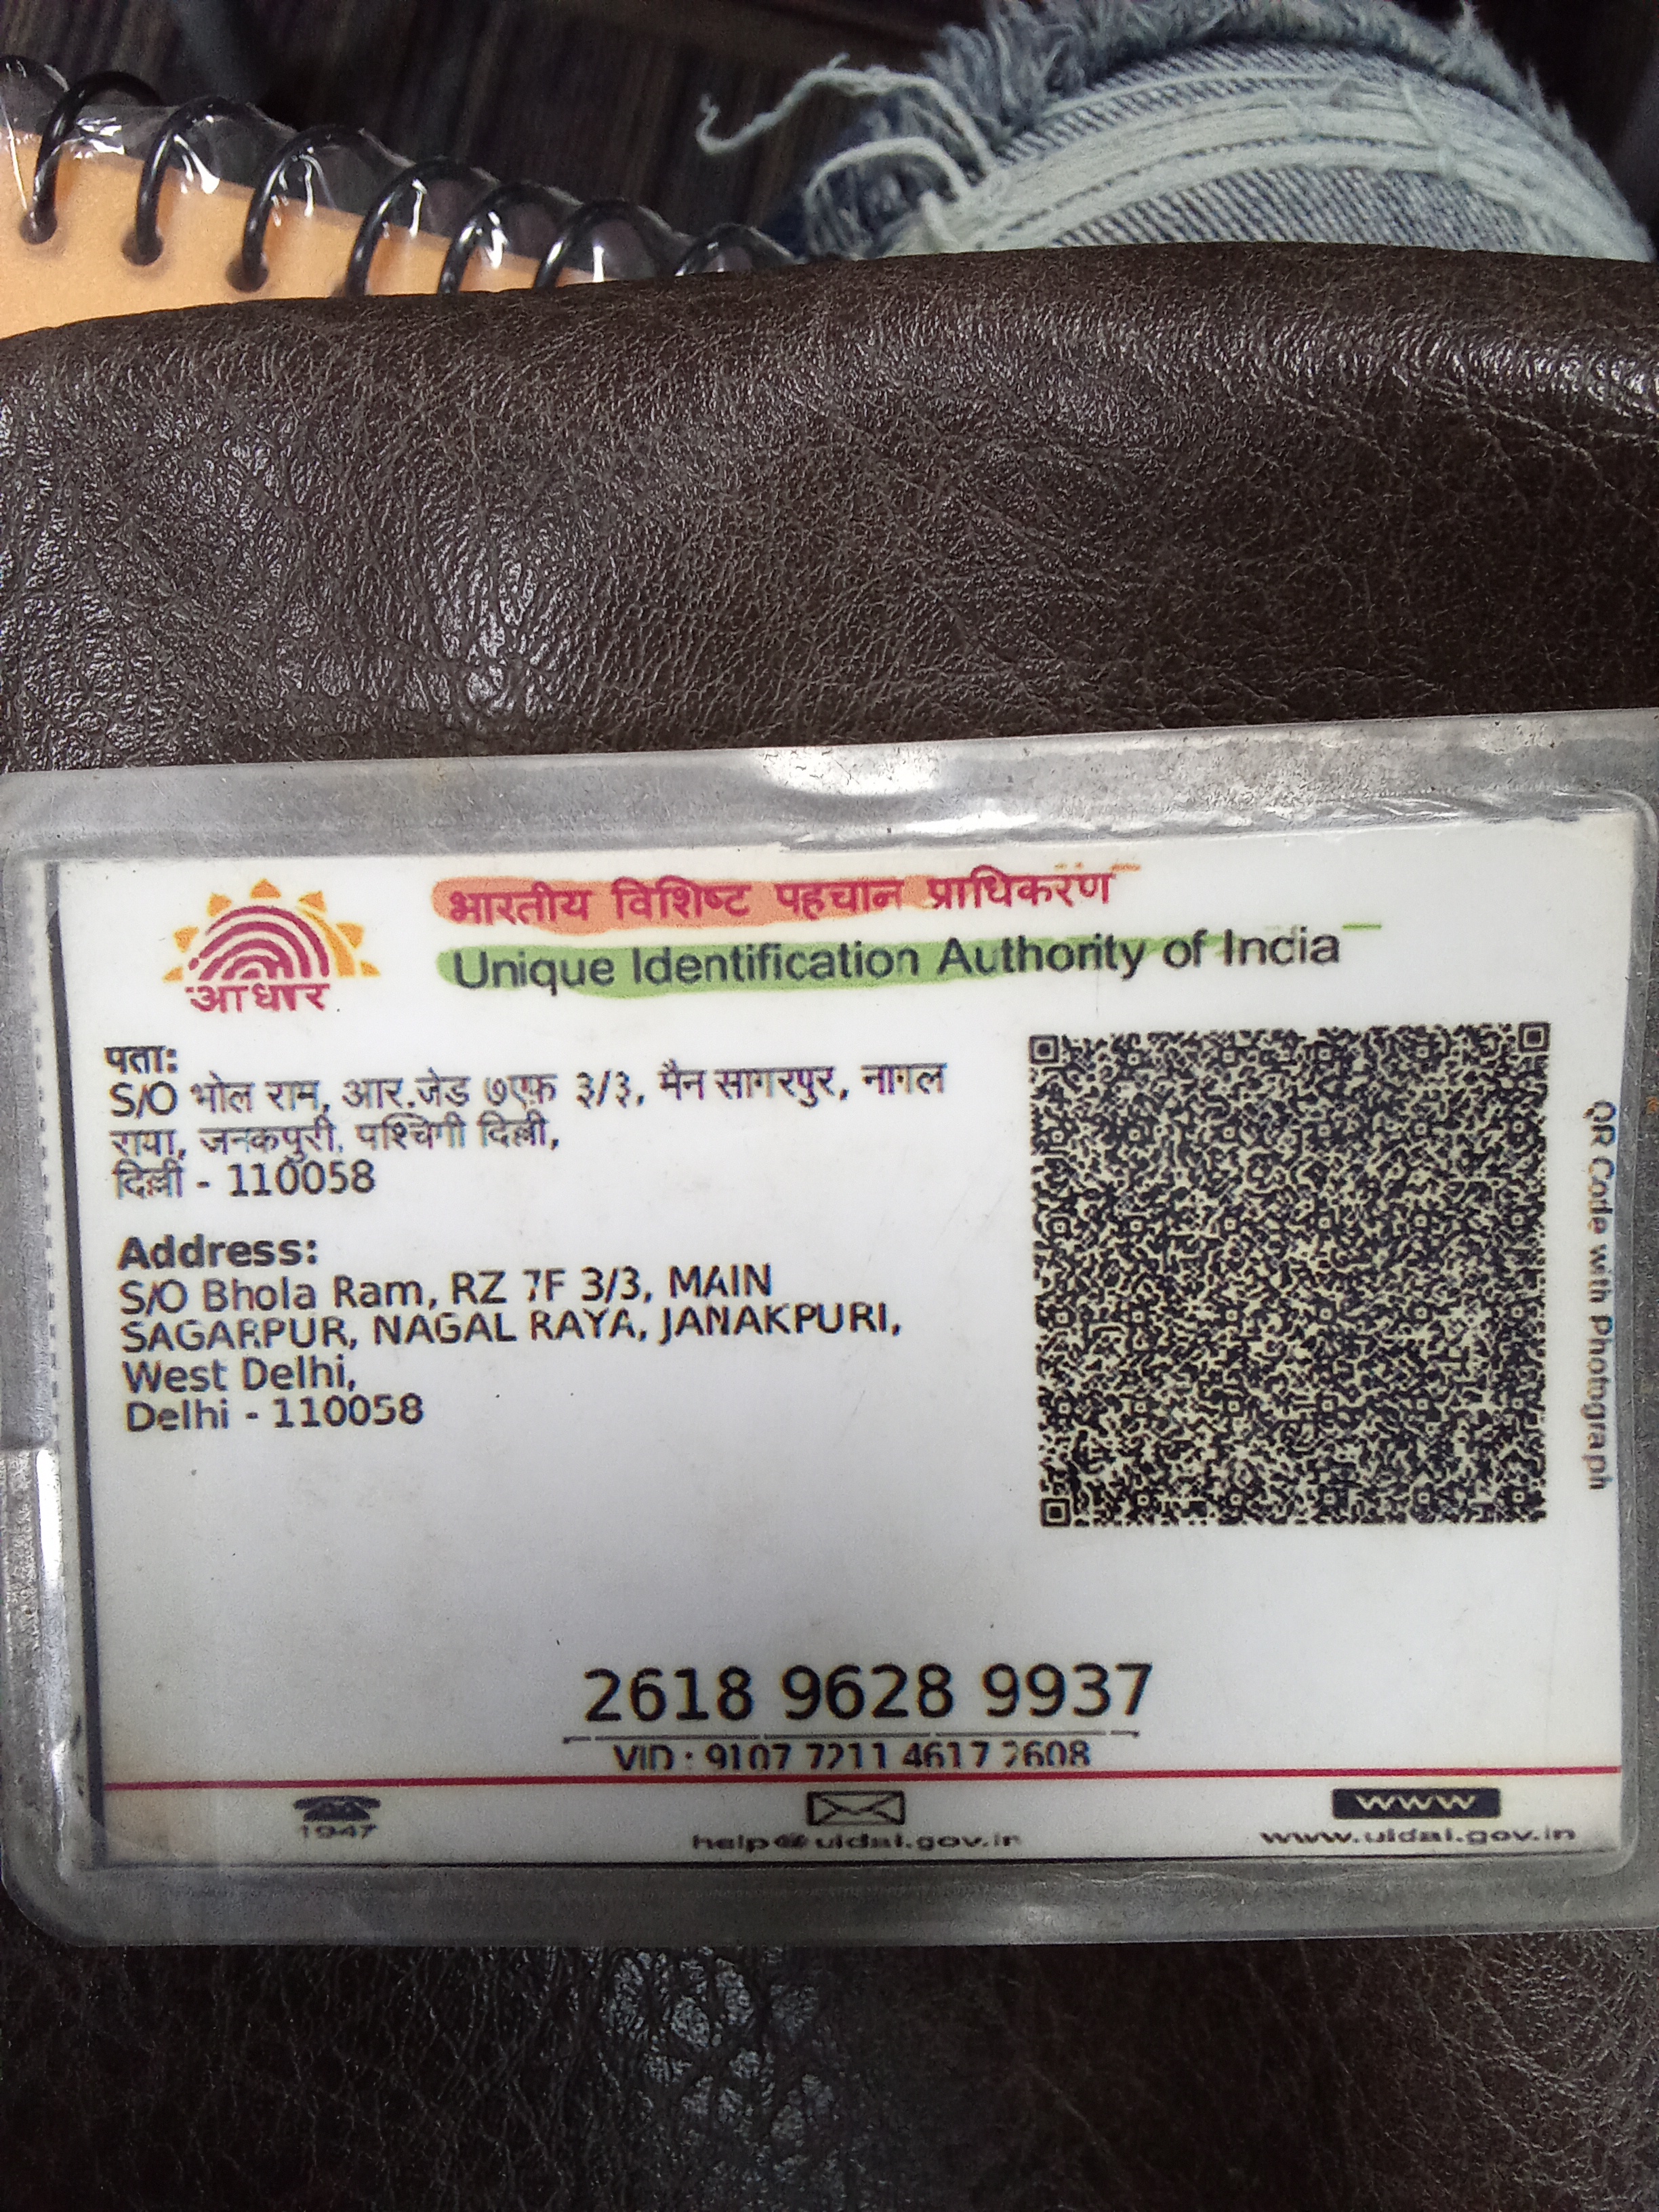 भारतीय विशिष्ट पहचान प्राधिकरण
Unique Identification Authority of India
आधार
पता:
S/O भोल राम, आर.जेड ७एफ़ ३/३, मैन सागरपुर, नागल
राया, जनकपुरी, पश्चिमी दिल्ली,
दिल्ली - 110058
Address:
S/O Bhola Ram, RZ 7F 3/3, MAIN
SAGARPUR, NAGAL RAYA, JANAKPURI,
West Delhi,
Delhi - 110058
QR Code with Photograph
2618 9628 9937
VID : 9107 7211 4617 2608
1947
help@uidai.gov.in
www
www.uidai.gov.in